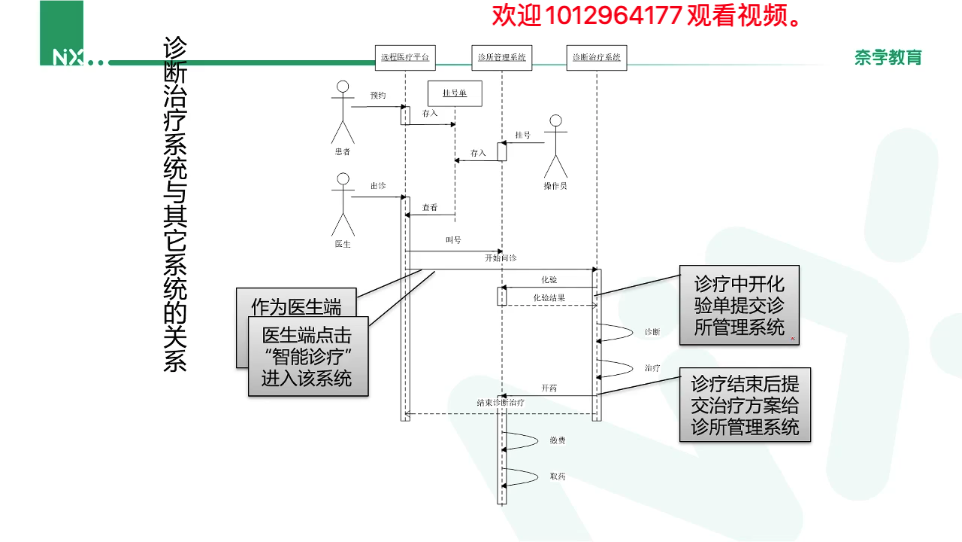 欢迎1012964177观看视频。
NX...
奈学教育
诊断治疗系统与其它系统的关系
远程医疗平台
诊所管理系统
诊断治疗系统
挂号单
预约
存入
患者
挂号
存入
操作员
出诊
查看
医生
叫号
开始问诊
化验
化验结果
诊断
治疗
开药
结束诊断治疗
缴费
取药
作为医生端
医生端点击
“智能诊疗”
进入该系统
诊疗中开化
验单提交诊
所管理系统
诊疗结束后提
交治疗方案给
诊所管理系统